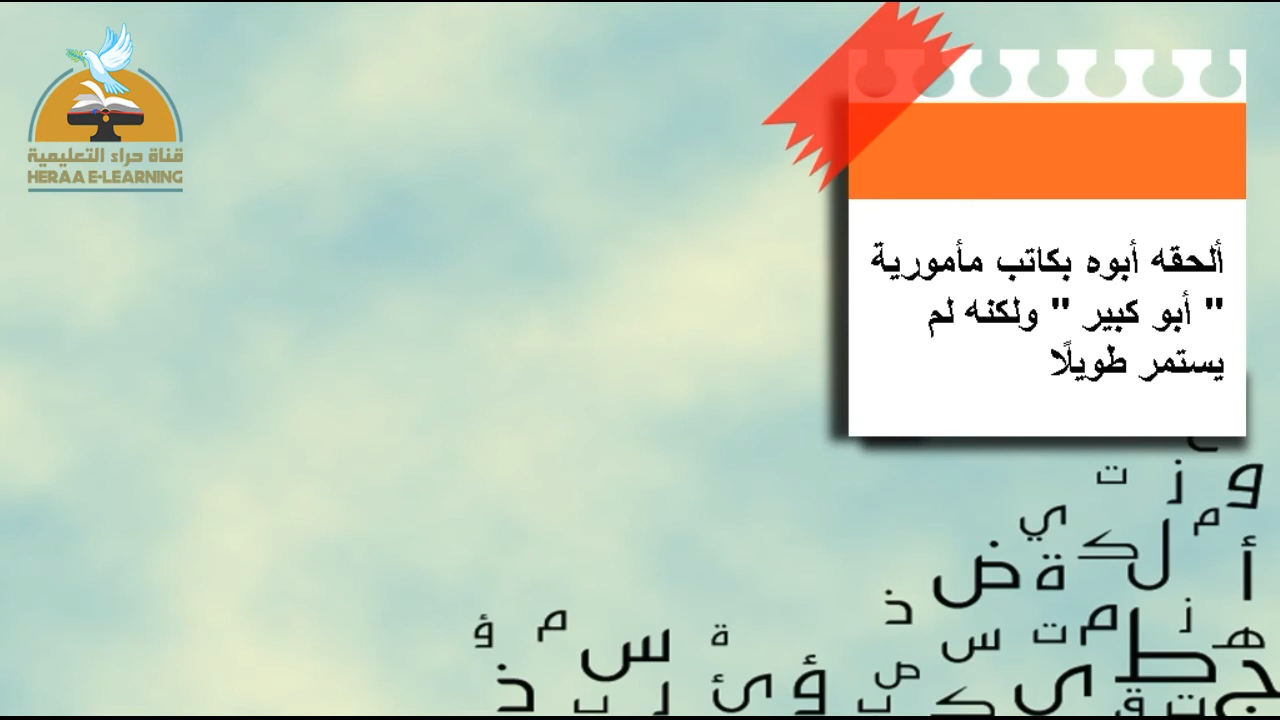 قناة حراء التعليمية
HERAA E-LEARNING
ألحقه أبوه بكاتب مأمورية
" أبو كبير " ولكنه لم
يستمر طويلًا